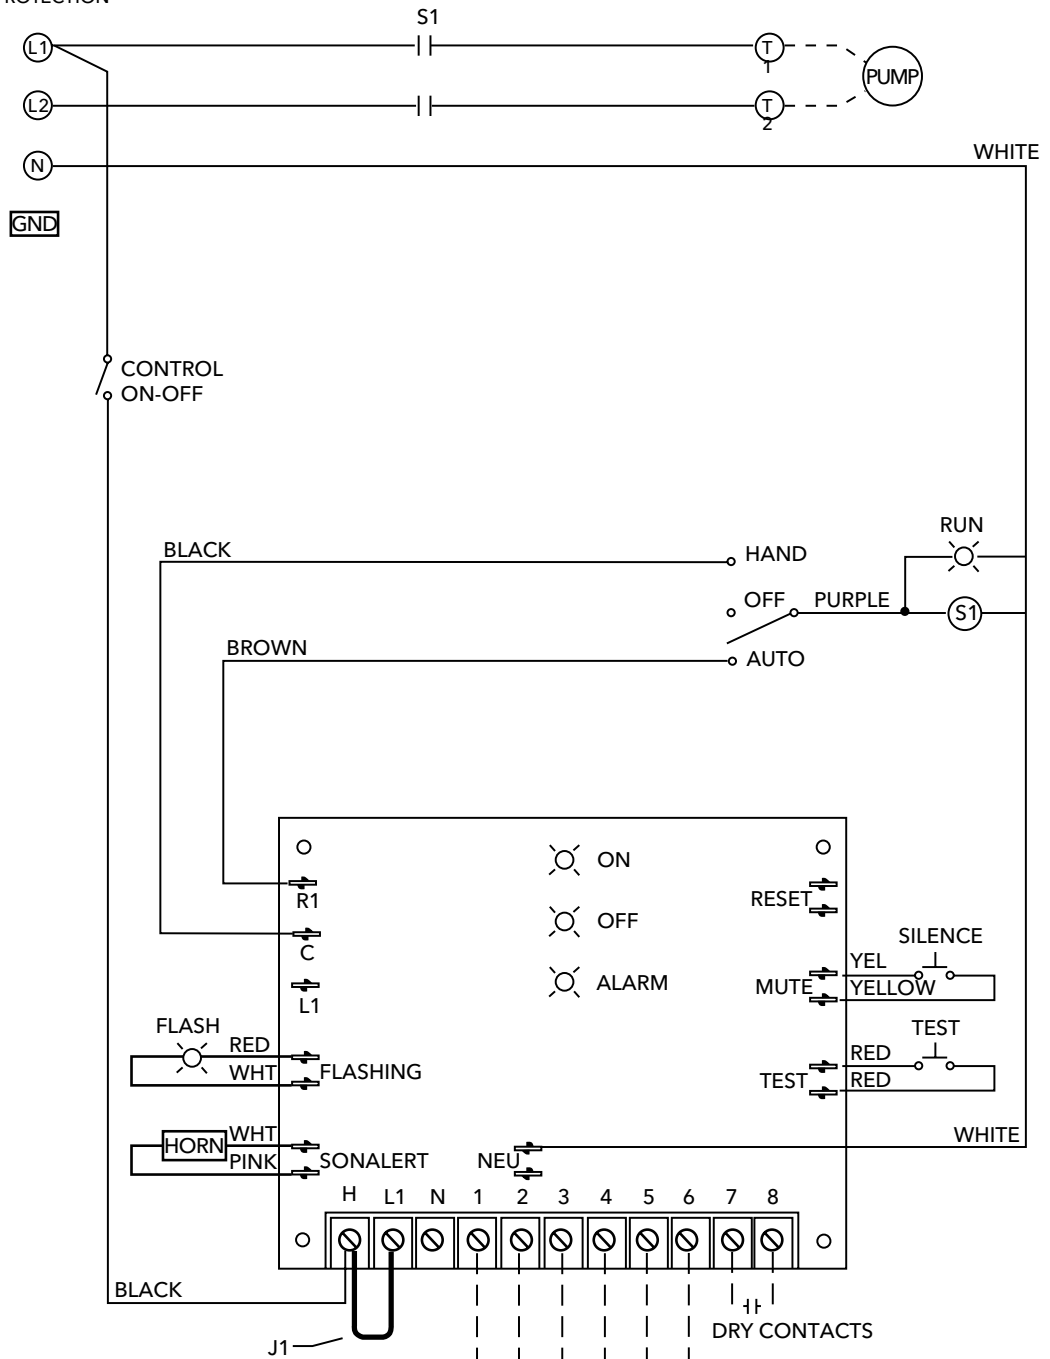 S1
L1
T
1
PUMP
L2
T
2
N
WHITE
GND
CONTROL
ON-OFF
RUN
BLACK
HAND
OFF
PURPLE
S1
BROWN
AUTO
ON
R1
RESET
OFF
C
SILENCE
ALARM
YEL
MUTE
YELLOW
L1
FLASH
TEST
RED
RED
WHT
FLASHING
TEST
RED
WHT
WHITE
HORN
PINK
SONALERT
NEU
H L1 N 1 2 3 4 5 6 7 8
BLACK
DRY CONTACTS
J1